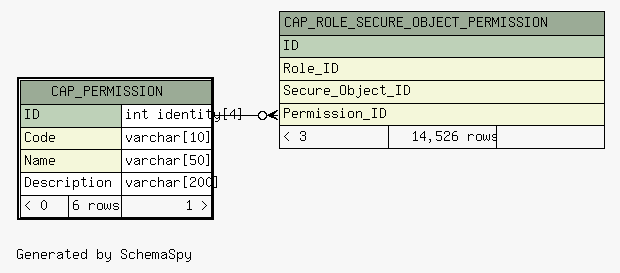 CAP_ROLE_SECURE_OBJECT_PERMISSION
ID
Role_ID
Secure_Object_ID
Permission_ID
< 3 14,526 rows
CAP_PERMISSION
ID int identity[4]
Code varchar[10]
Name varchar[50]
Description varchar[200]
< 0 6 rows 1 >
Generated by SchemaSpy